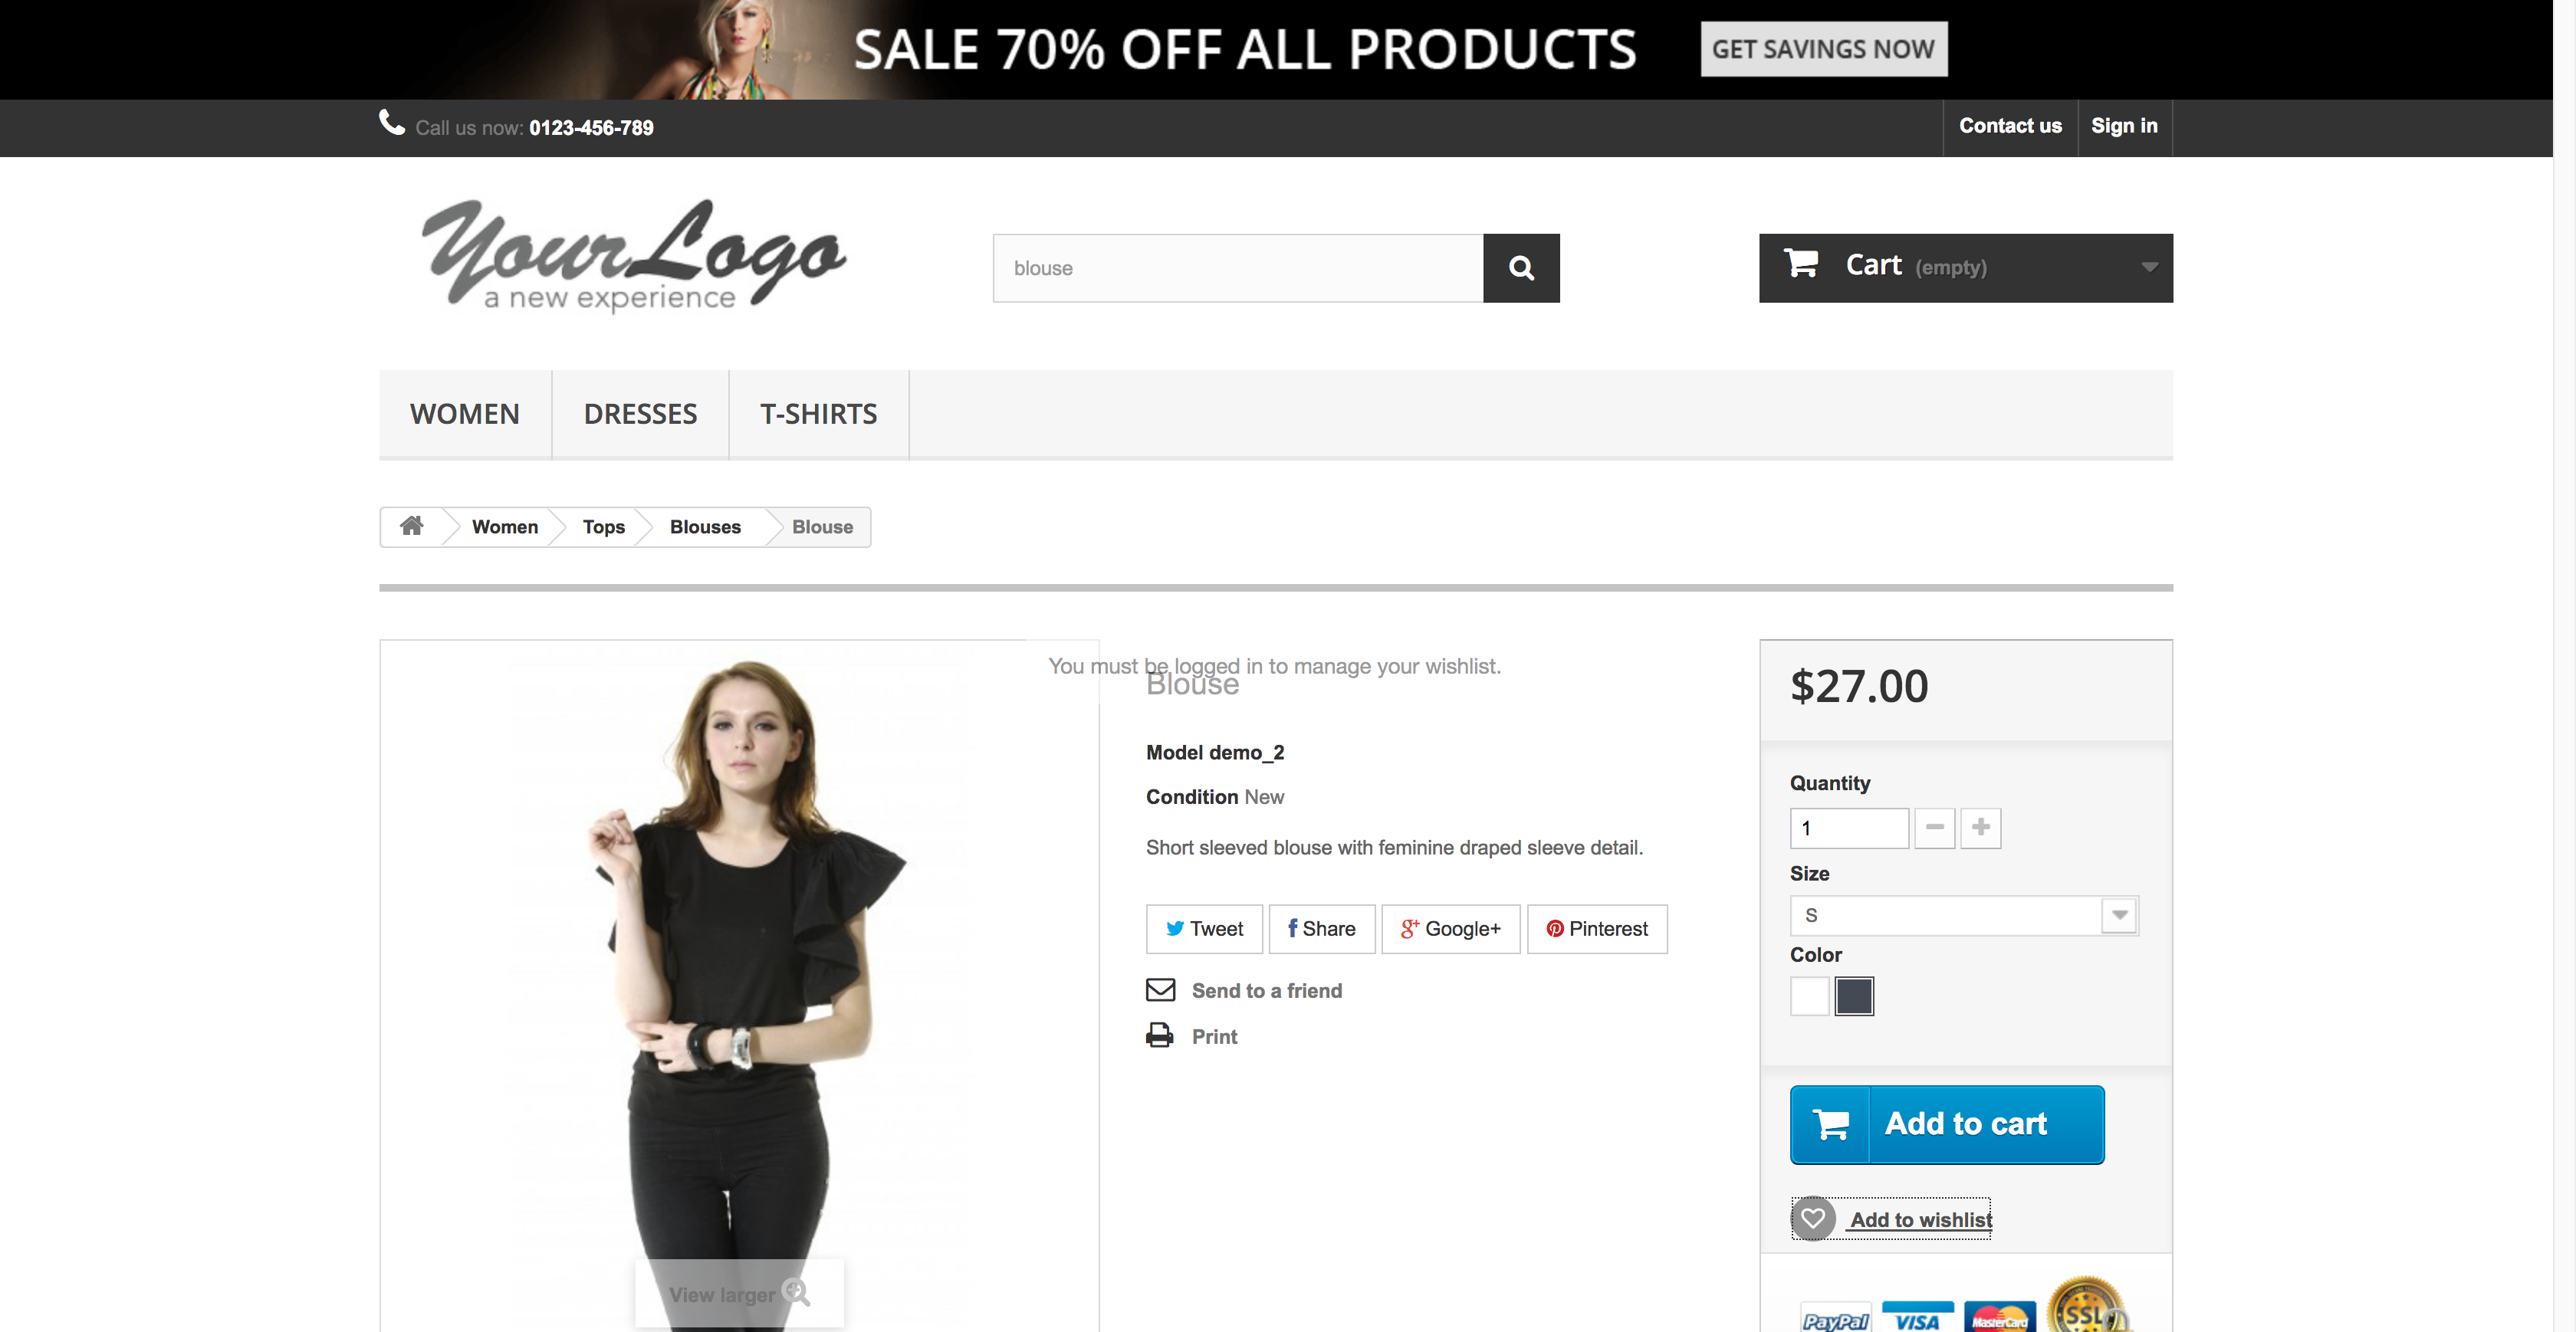 SALE 70% OFF ALL PRODUCTS GET SAVINGS NOW
Call us now: 0123-456-789 Contact us Sign in
YourLogo
a new experience
blouse
Cart (empty)
WOMEN DRESSES T-SHIRTS
Women Tops Blouses Blouse
You must be logged in to manage your wishlist.
Blouse
Model demo_2
Condition New
Short sleeved blouse with feminine draped sleeve detail.
Tweet Share Google+ Pinterest
Send to a friend
Print
View larger
$27.00
Quantity
1
Size
S
Color
Add to cart
Add to wishlist
PayPal VISA MasterCard SSL